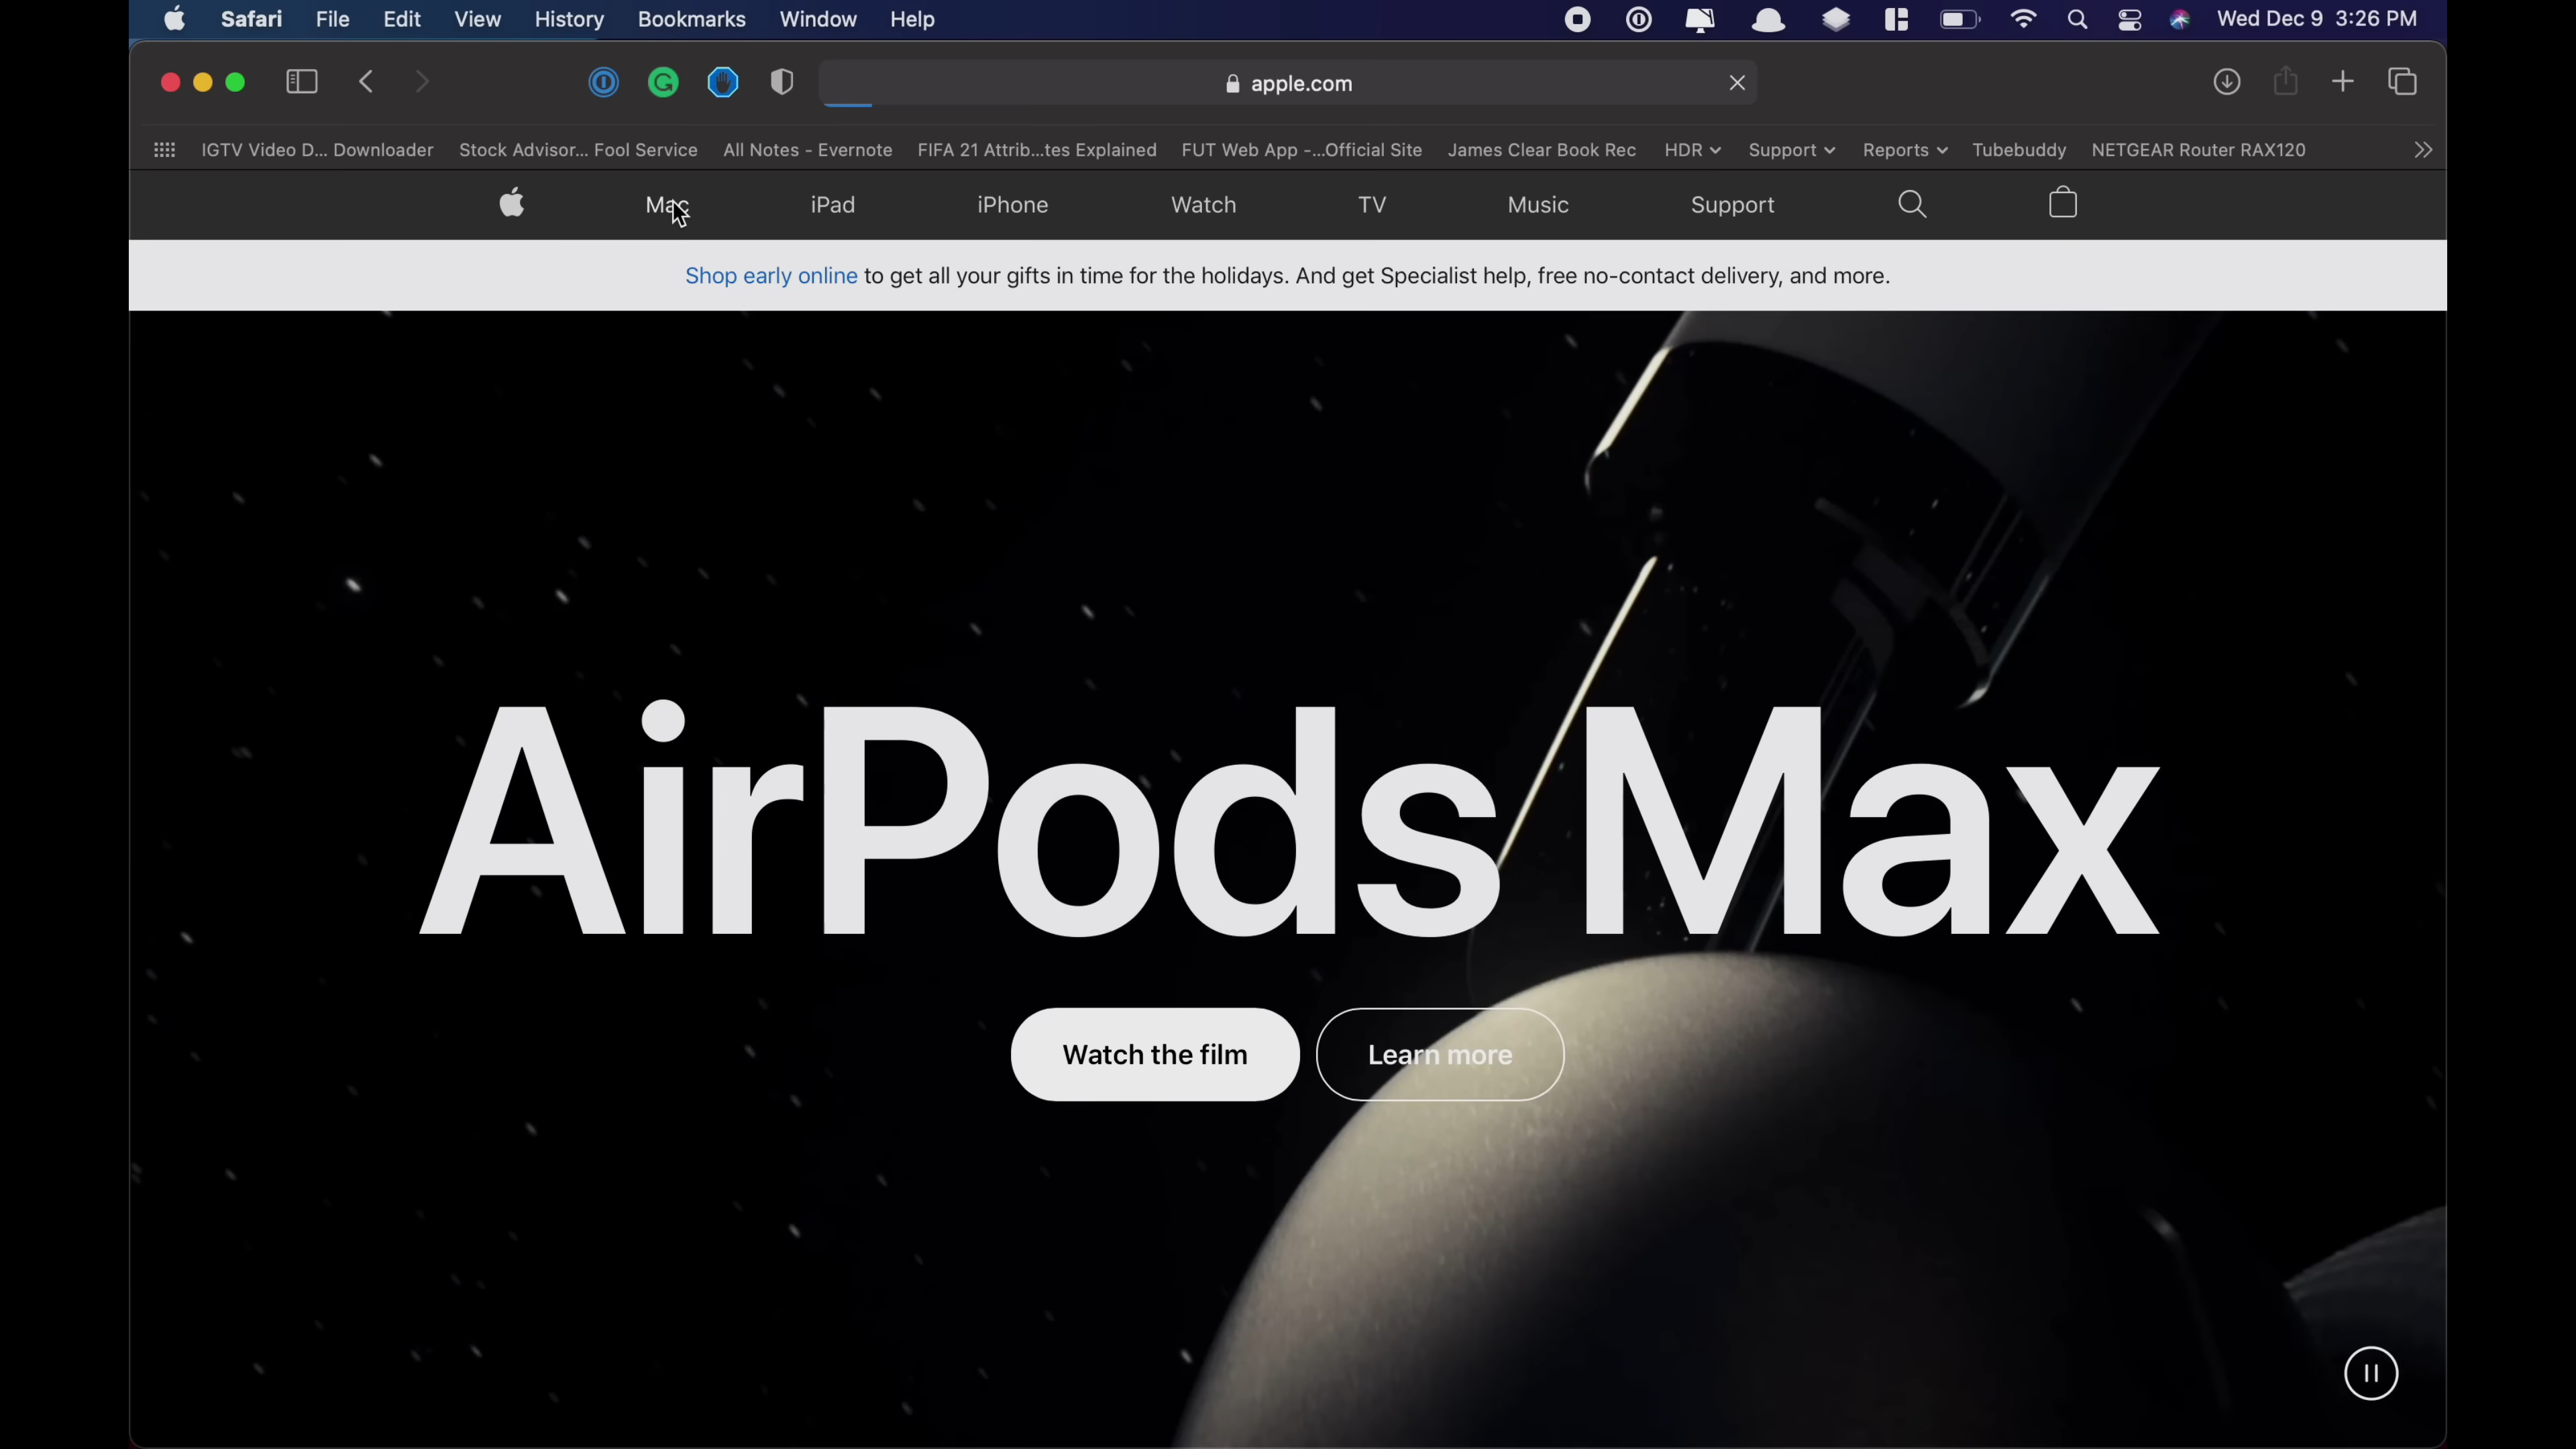 Safari File Edit View History Bookmarks Window Help Wed Dec 9 3:26 PM
apple.com
IGTV Video D... Downloader Stock Advisor... Fool Service All Notes - Evernote FIFA 21 Attrib...tes Explained FUT Web App -...Official Site James Clear Book Rec HDR Support Reports Tubebuddy NETGEAR Router RAX120
Mac iPad iPhone Watch TV Music Support
Shop early online to get all your gifts in time for the holidays. And get Specialist help, free no-contact delivery, and more.
AirPods Max
Watch the film Learn more